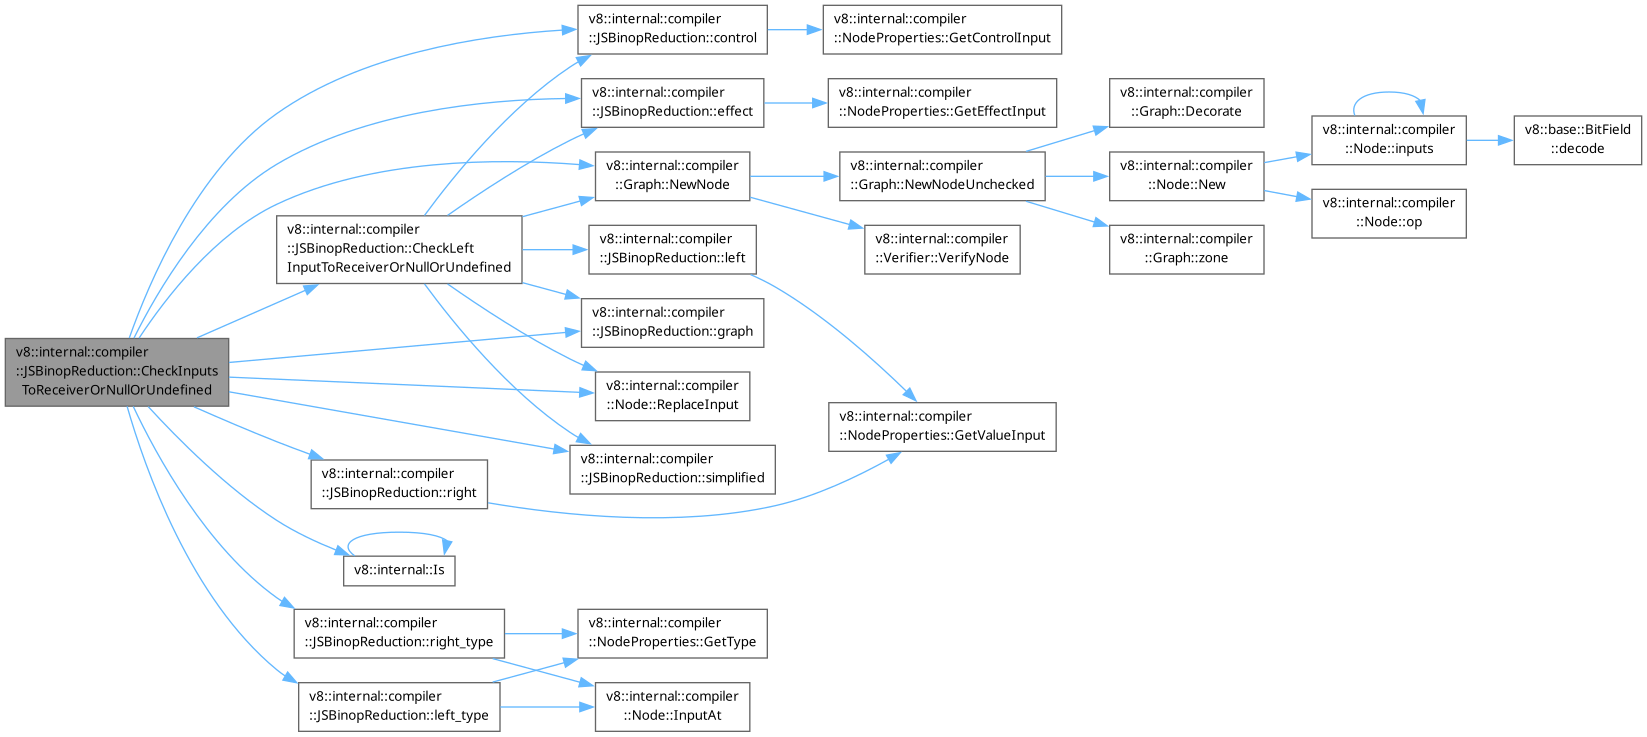 v8::internal::compiler
::JSBinopReduction::CheckInputs
ToReceiverOrNullOrUndefined
v8::internal::compiler
::JSBinopReduction::CheckLeft
InputToReceiverOrNullOrUndefined
v8::internal::compiler
::JSBinopReduction::right
v8::internal::Is
v8::internal::compiler
::JSBinopReduction::right_type
v8::internal::compiler
::JSBinopReduction::left_type
v8::internal::compiler
::JSBinopReduction::control
v8::internal::compiler
::JSBinopReduction::effect
v8::internal::compiler
::Graph::NewNode
v8::internal::compiler
::JSBinopReduction::left
v8::internal::compiler
::JSBinopReduction::graph
v8::internal::compiler
::Node::ReplaceInput
v8::internal::compiler
::JSBinopReduction::simplified
v8::internal::compiler
::NodeProperties::GetType
v8::internal::compiler
::Node::InputAt
v8::internal::compiler
::NodeProperties::GetControlInput
v8::internal::compiler
::NodeProperties::GetEffectInput
v8::internal::compiler
::Graph::NewNodeUnchecked
v8::internal::compiler
::Verifier::VerifyNode
v8::internal::compiler
::NodeProperties::GetValueInput
v8::internal::compiler
::Graph::Decorate
v8::internal::compiler
::Node::New
v8::internal::compiler
::Graph::zone
v8::internal::compiler
::Node::inputs
v8::internal::compiler
::Node::op
v8::base::BitField
::decode